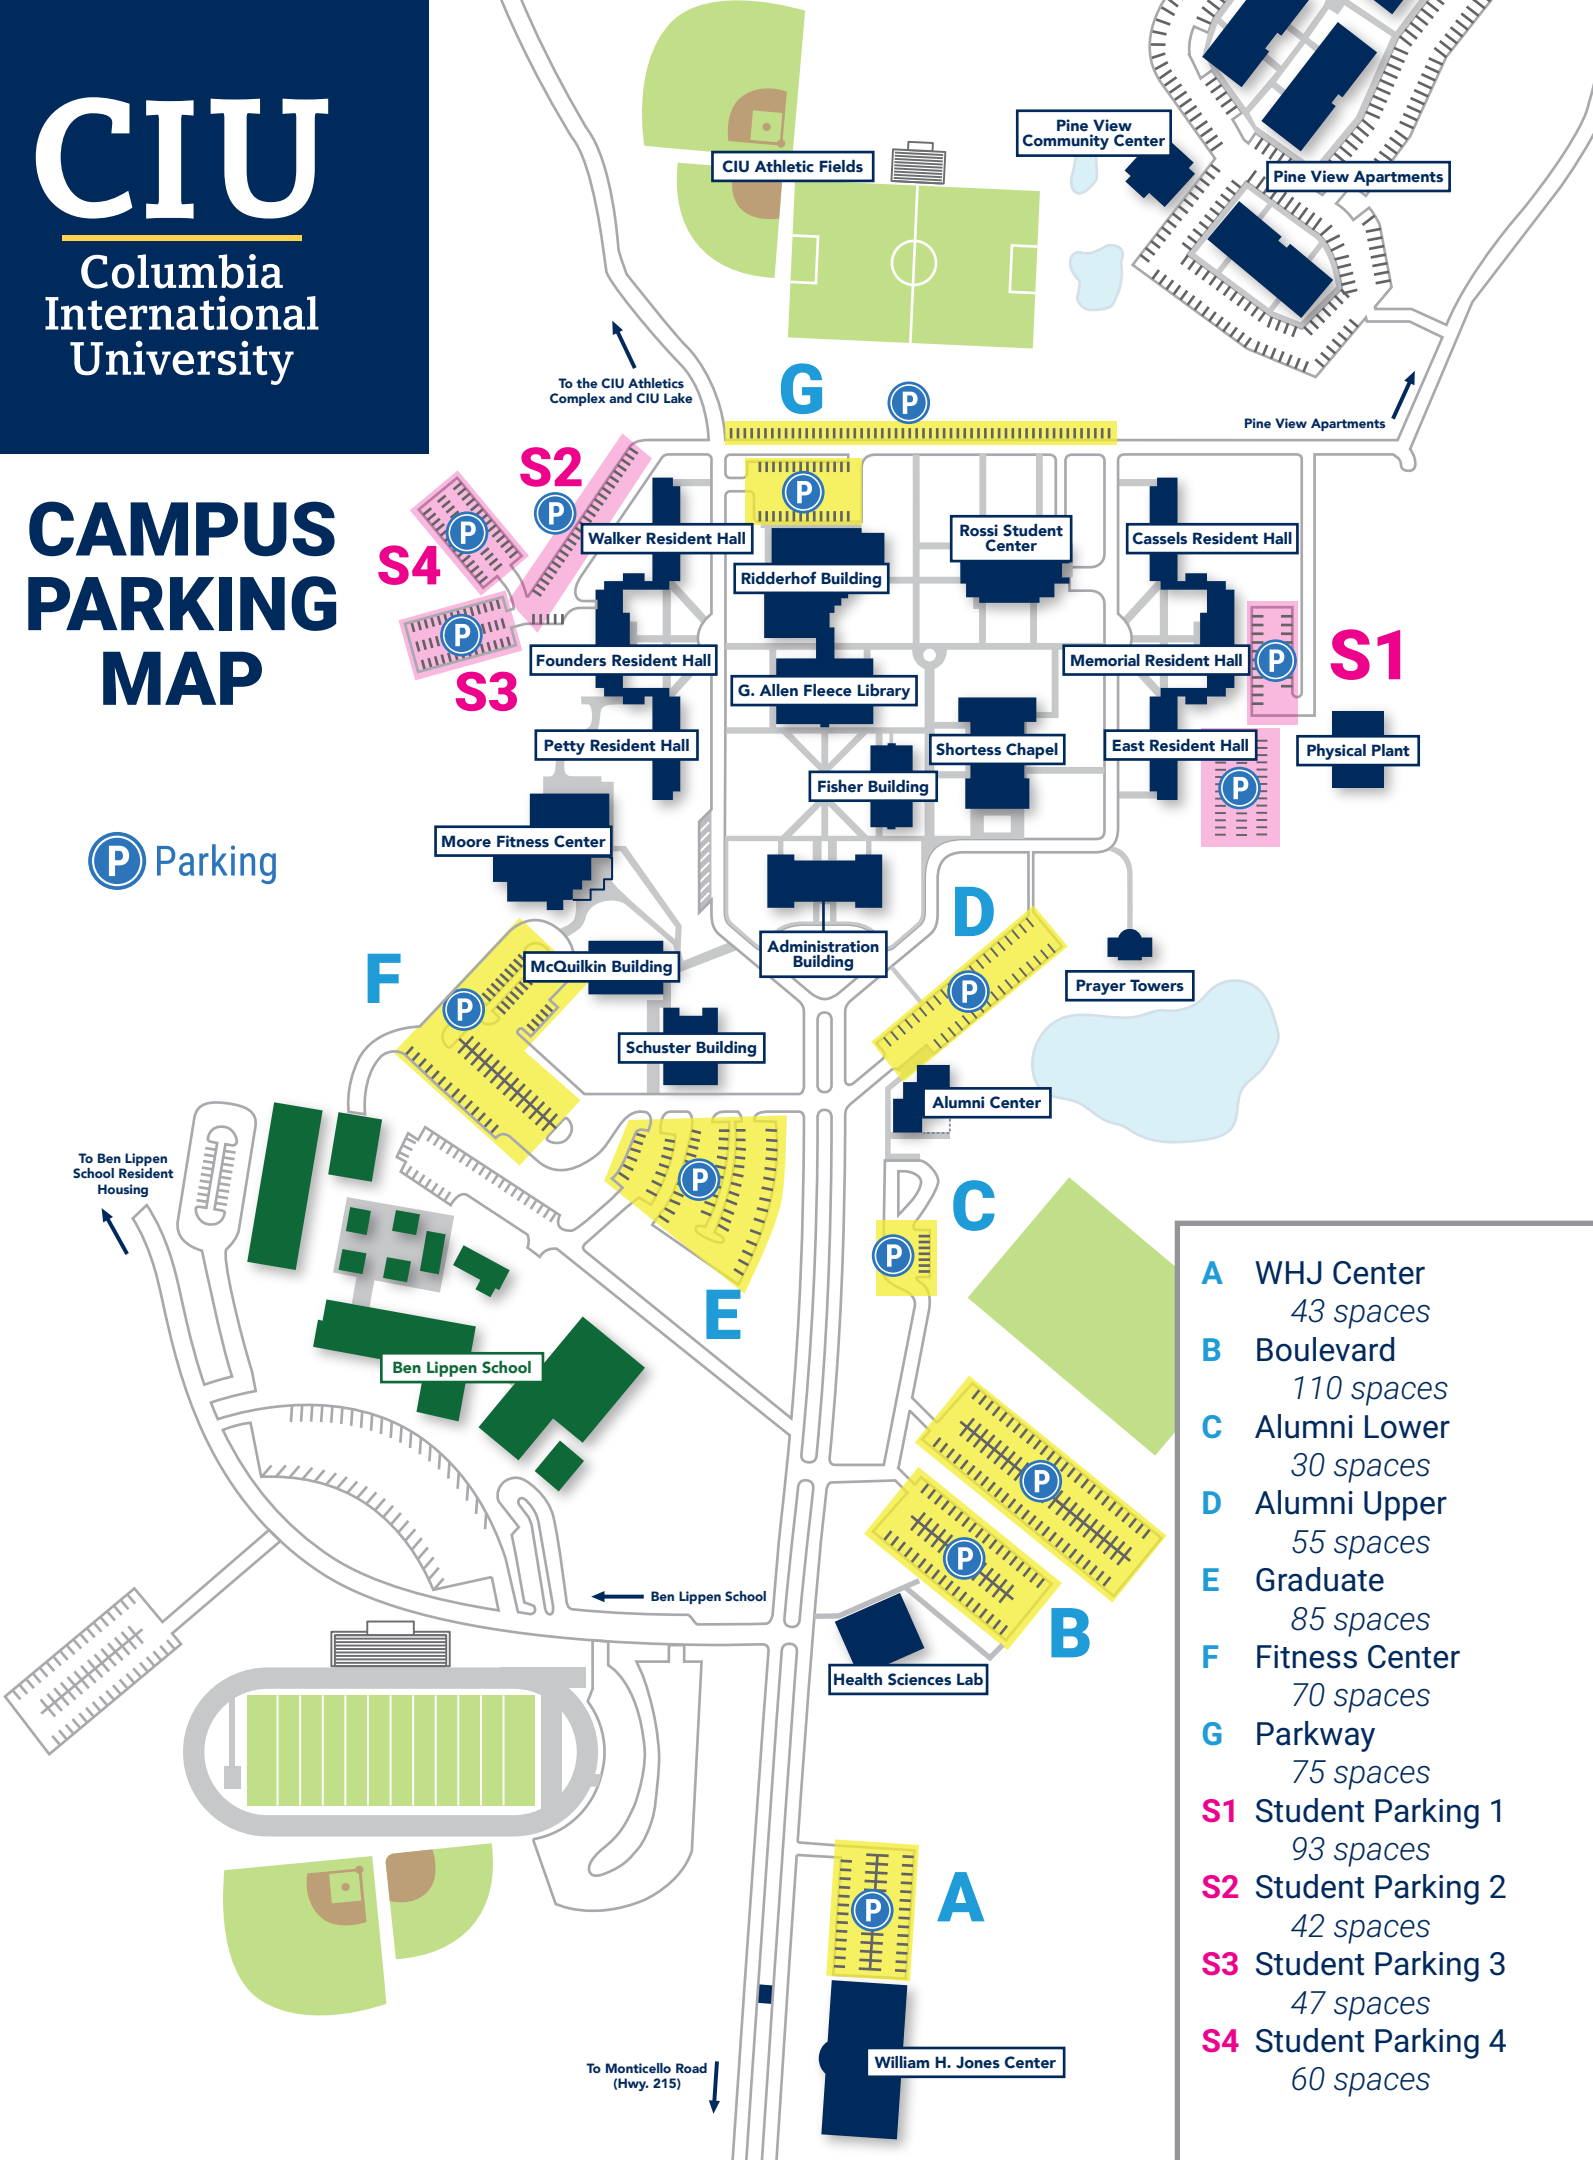 CIU
Columbia
International
University
CAMPUS
PARKING
MAP
P Parking
CIU Athletic Fields
Pine View
Community Center
Pine View Apartments
To the CIU Athletics
Complex and CIU Lake
G
P
Pine View Apartments
S2
P
P
S4
P
P
S3
Walker Resident Hall
Ridderhof Building
Rossi Student
Center
Cassels Resident Hall
Founders Resident Hall
G. Allen Fleece Library
Memorial Resident Hall
P
S1
Petty Resident Hall
Shortess Chapel
East Resident Hall
Physical Plant
Fisher Building
P
Moore Fitness Center
D
Administration
Building
P
Prayer Towers
F
P
McQuilkin Building
Schuster Building
Alumni Center
To Ben Lippen
School Resident
Housing
P
E
C
P
Ben Lippen School
P
P
B
Ben Lippen School
Health Sciences Lab
P
A
William H. Jones Center
To Monticello Road
(Hwy. 215)
A WHJ Center
43 spaces
B Boulevard
110 spaces
C Alumni Lower
30 spaces
D Alumni Upper
55 spaces
E Graduate
85 spaces
F Fitness Center
70 spaces
G Parkway
75 spaces
S1 Student Parking 1
93 spaces
S2 Student Parking 2
42 spaces
S3 Student Parking 3
47 spaces
S4 Student Parking 4
60 spaces